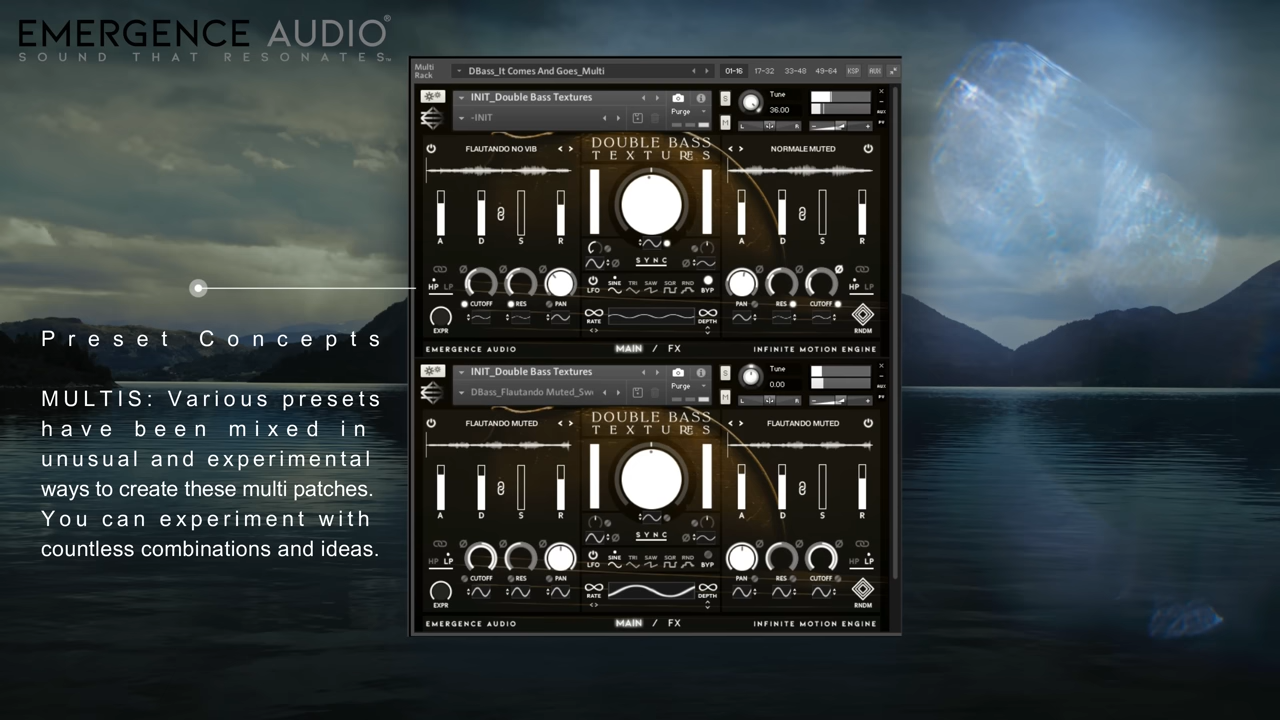 EMERGENCE AUDIO®
SOUND THAT RESONATES™
Multi Rack
DBass_It Comes And Goes_Multi
01-16 17-32 33-48 49-64 KSP AUX
INIT_Double Bass Textures
-INIT
Purge
S
M
Tune
36.00
L R
- +
AUX
PV
DOUBLE BASS
TEXTURES
FLAUTANDO NO VIB
NORMALE MUTED
A D S R
A D S R
SYNC
HP LP
CUTOFF RES PAN
EXPR
LFO SINE TRI SAW SQR RND BYP
RATE DEPTH
PAN RES CUTOFF
HP LP
RNDM
EMERGENCE AUDIO MAIN / FX INFINITE MOTION ENGINE
INIT_Double Bass Textures
DBass_Flautando Muted_Sw
Purge
S
M
Tune
0.00
L R
- +
AUX
PV
DOUBLE BASS
TEXTURES
FLAUTANDO MUTED
FLAUTANDO MUTED
A D S R
A D S R
SYNC
HP LP
CUTOFF RES PAN
EXPR
LFO SINE TRI SAW SQR RND BYP
RATE DEPTH
PAN RES CUTOFF
HP LP
RNDM
EMERGENCE AUDIO MAIN / FX INFINITE MOTION ENGINE
Preset Concepts
MULTIS: Various presets
have been mixed in
unusual and experimental
ways to create these multi patches.
You can experiment with
countless combinations and ideas.